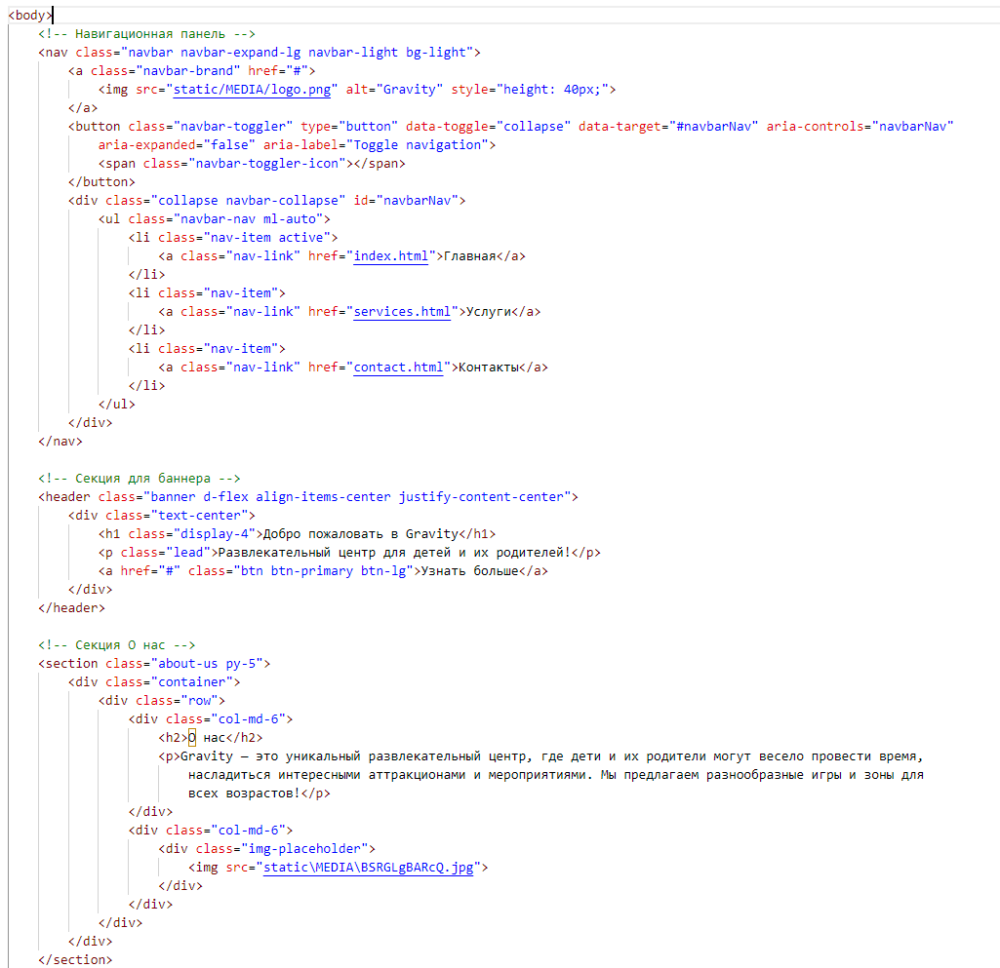 <body>
<!-- Навигационная панель -->
<nav class="navbar navbar-expand-lg navbar-light bg-light">
<a class="navbar-brand" href="#">
<img src="static/MEDIA/logo.png" alt="Gravity" style="height: 40px;">
</a>
<button class="navbar-toggler" type="button" data-toggle="collapse" data-target="#navbarNav" aria-controls="navbarNav"
aria-expanded="false" aria-label="Toggle navigation">
<span class="navbar-toggler-icon"></span>
</button>
<div class="collapse navbar-collapse" id="navbarNav">
<ul class="navbar-nav ml-auto">
<li class="nav-item active">
<a class="nav-link" href="index.html">Главная</a>
</li>
<li class="nav-item">
<a class="nav-link" href="services.html">Услуги</a>
</li>
<li class="nav-item">
<a class="nav-link" href="contact.html">Контакты</a>
</li>
</ul>
</div>
</nav>
<!-- Секция для баннера -->
<header class="banner d-flex align-items-center justify-content-center">
<div class="text-center">
<h1 class="display-4">Добро пожаловать в Gravity</h1>
<p class="lead">Развлекательный центр для детей и их родителей!</p>
<a href="#" class="btn btn-primary btn-lg">Узнать больше</a>
</div>
</header>
<!-- Секция О нас -->
<section class="about-us py-5">
<div class="container">
<div class="row">
<div class="col-md-6">
<h2>О нас</h2>
<p>Gravity — это уникальный развлекательный центр, где дети и их родители могут весело провести время,
насладиться интересными аттракционами и мероприятиями. Мы предлагаем разнообразные игры и зоны для
всех возрастов!</p>
</div>
<div class="col-md-6">
<div class="img-placeholder">
<img src="static\MEDIA\BSRGLgBARcQ.jpg">
</div>
</div>
</div>
</div>
</section>